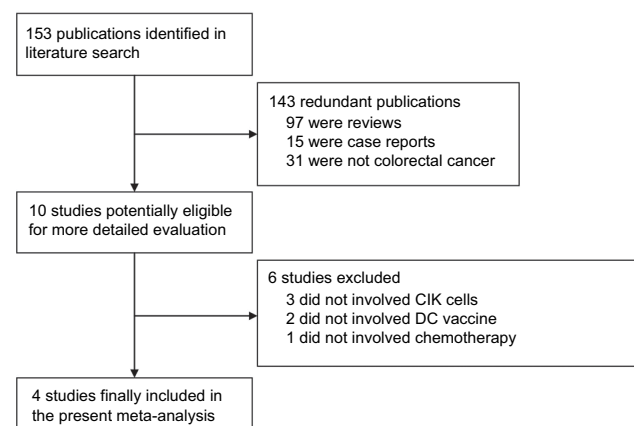 153 publications identified in
literature search
143 redundant publications
97 were reviews
15 were case reports
31 were not colorectal cancer
10 studies potentially eligible
for more detailed evaluation
6 studies excluded
3 did not involved CIK cells
2 did not involved DC vaccine
1 did not involved chemotherapy
4 studies finally included in
the present meta-analysis